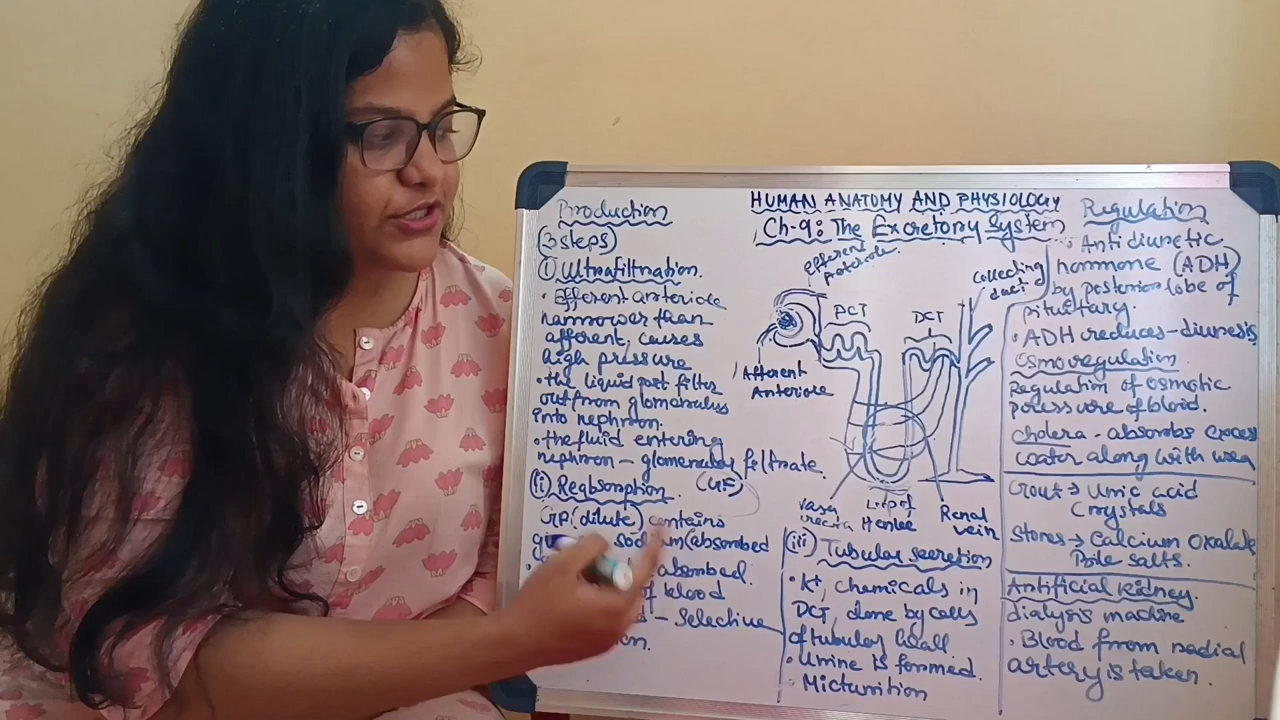 HUMAN ANATOMY AND PHYSIOLOGY
Ch-9: The Excretory System
Production
(3 steps)
(i) Ultrafiltration.
• Efferent arteriole
narrower than
afferent, causes
high pressure
• the liquid part filter
out from glomerulus
into nephron.
• the fluid entering
nephron - glomerular filtrate
(GF)
(ii) Reabsorption.
GF (dilute) contains
sodium (absorbed
absorbed.
of blood
- Selective
Efferent
Afferent
Arteriole
PCT
DCT
Collecting
duct
Vasa
recta
Loop of
Henlee
Renal
vein
(iii) Tubular secretion
• K+, chemicals in
DCT, done by cells
of tubular wall
• Urine is formed.
• Micturition
Regulation
Antidiuretic
hormone (ADH)
by posterior lobe of
pituitary.
• ADH reduces - diuresis
Osmoregulation
Regulation of osmotic
pressure of blood.
cholera - absorbs excess
water along with urea
Gout → Uric acid
Crystals
Stones → Calcium Oxalate
Bile salts.
Artificial Kidney.
dialysis machine
• Blood from radial
artery is taken.